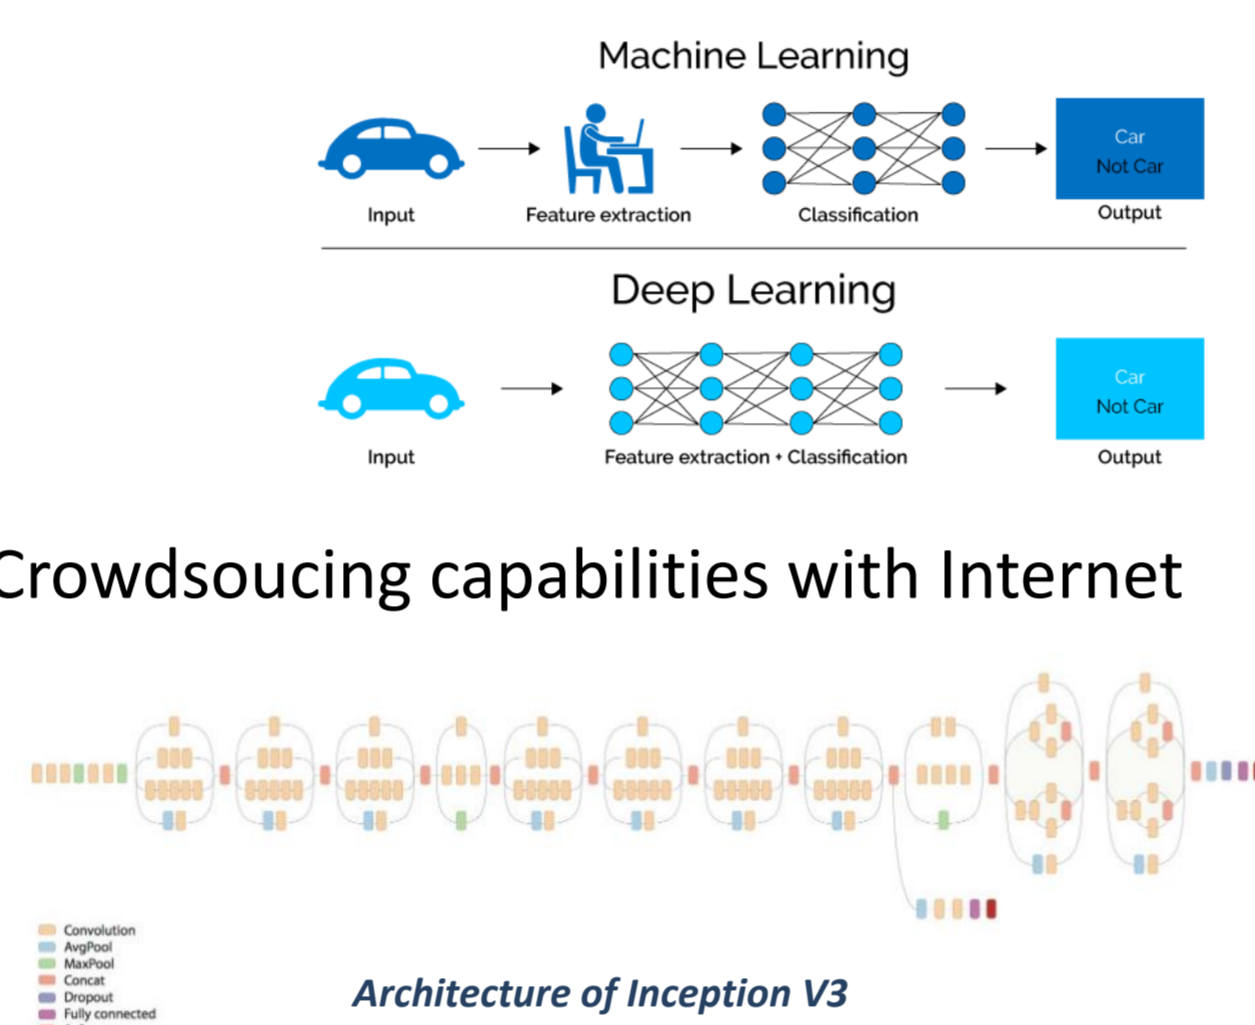 Machine Learning
Car
Not Car
Input
Feature extraction
Classification
Output
Deep Learning
Car
Not Car
Input
Feature extraction + Classification
Output
Crowdsoucing capabilities with Internet
Convolution
AvgPool
MaxPool
Concat
Dropout
Fully connected
Architecture of Inception V3